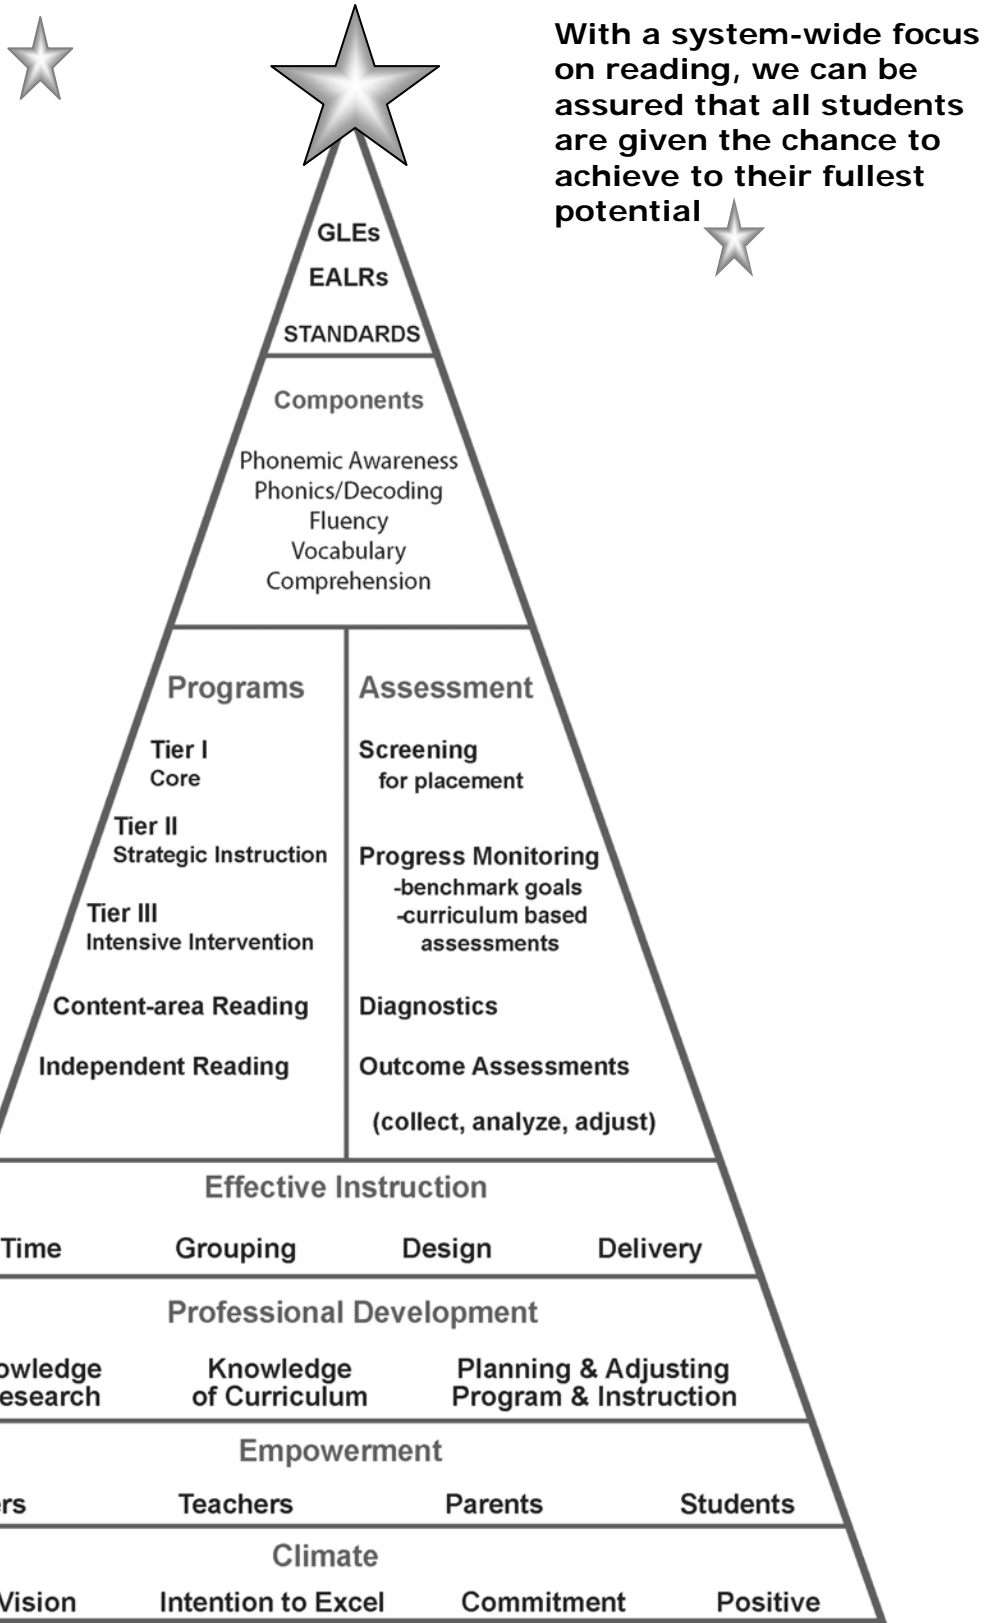 With a system-wide focus
on reading, we can be
assured that all students
are given the chance to
achieve to their fullest
potential
GLEs
EALRs
STANDARDS
Components
Phonemic Awareness
Phonics/Decoding
Fluency
Vocabulary
Comprehension
Programs
Tier I
Core
Tier II
Strategic Instruction
Tier III
Intensive Intervention
Content-area Reading
Independent Reading
Assessment
Screening
for placement
Progress Monitoring
-benchmark goals
-curriculum based
assessments
Diagnostics
Outcome Assessments
(collect, analyze, adjust)
Effective Instruction
Time Grouping Design Delivery
Professional Development
Knowledge Planning & Adjusting
of Curriculum Program & Instruction
Empowerment
Teachers Parents Students
Climate
Vision Intention to Excel Commitment Positive